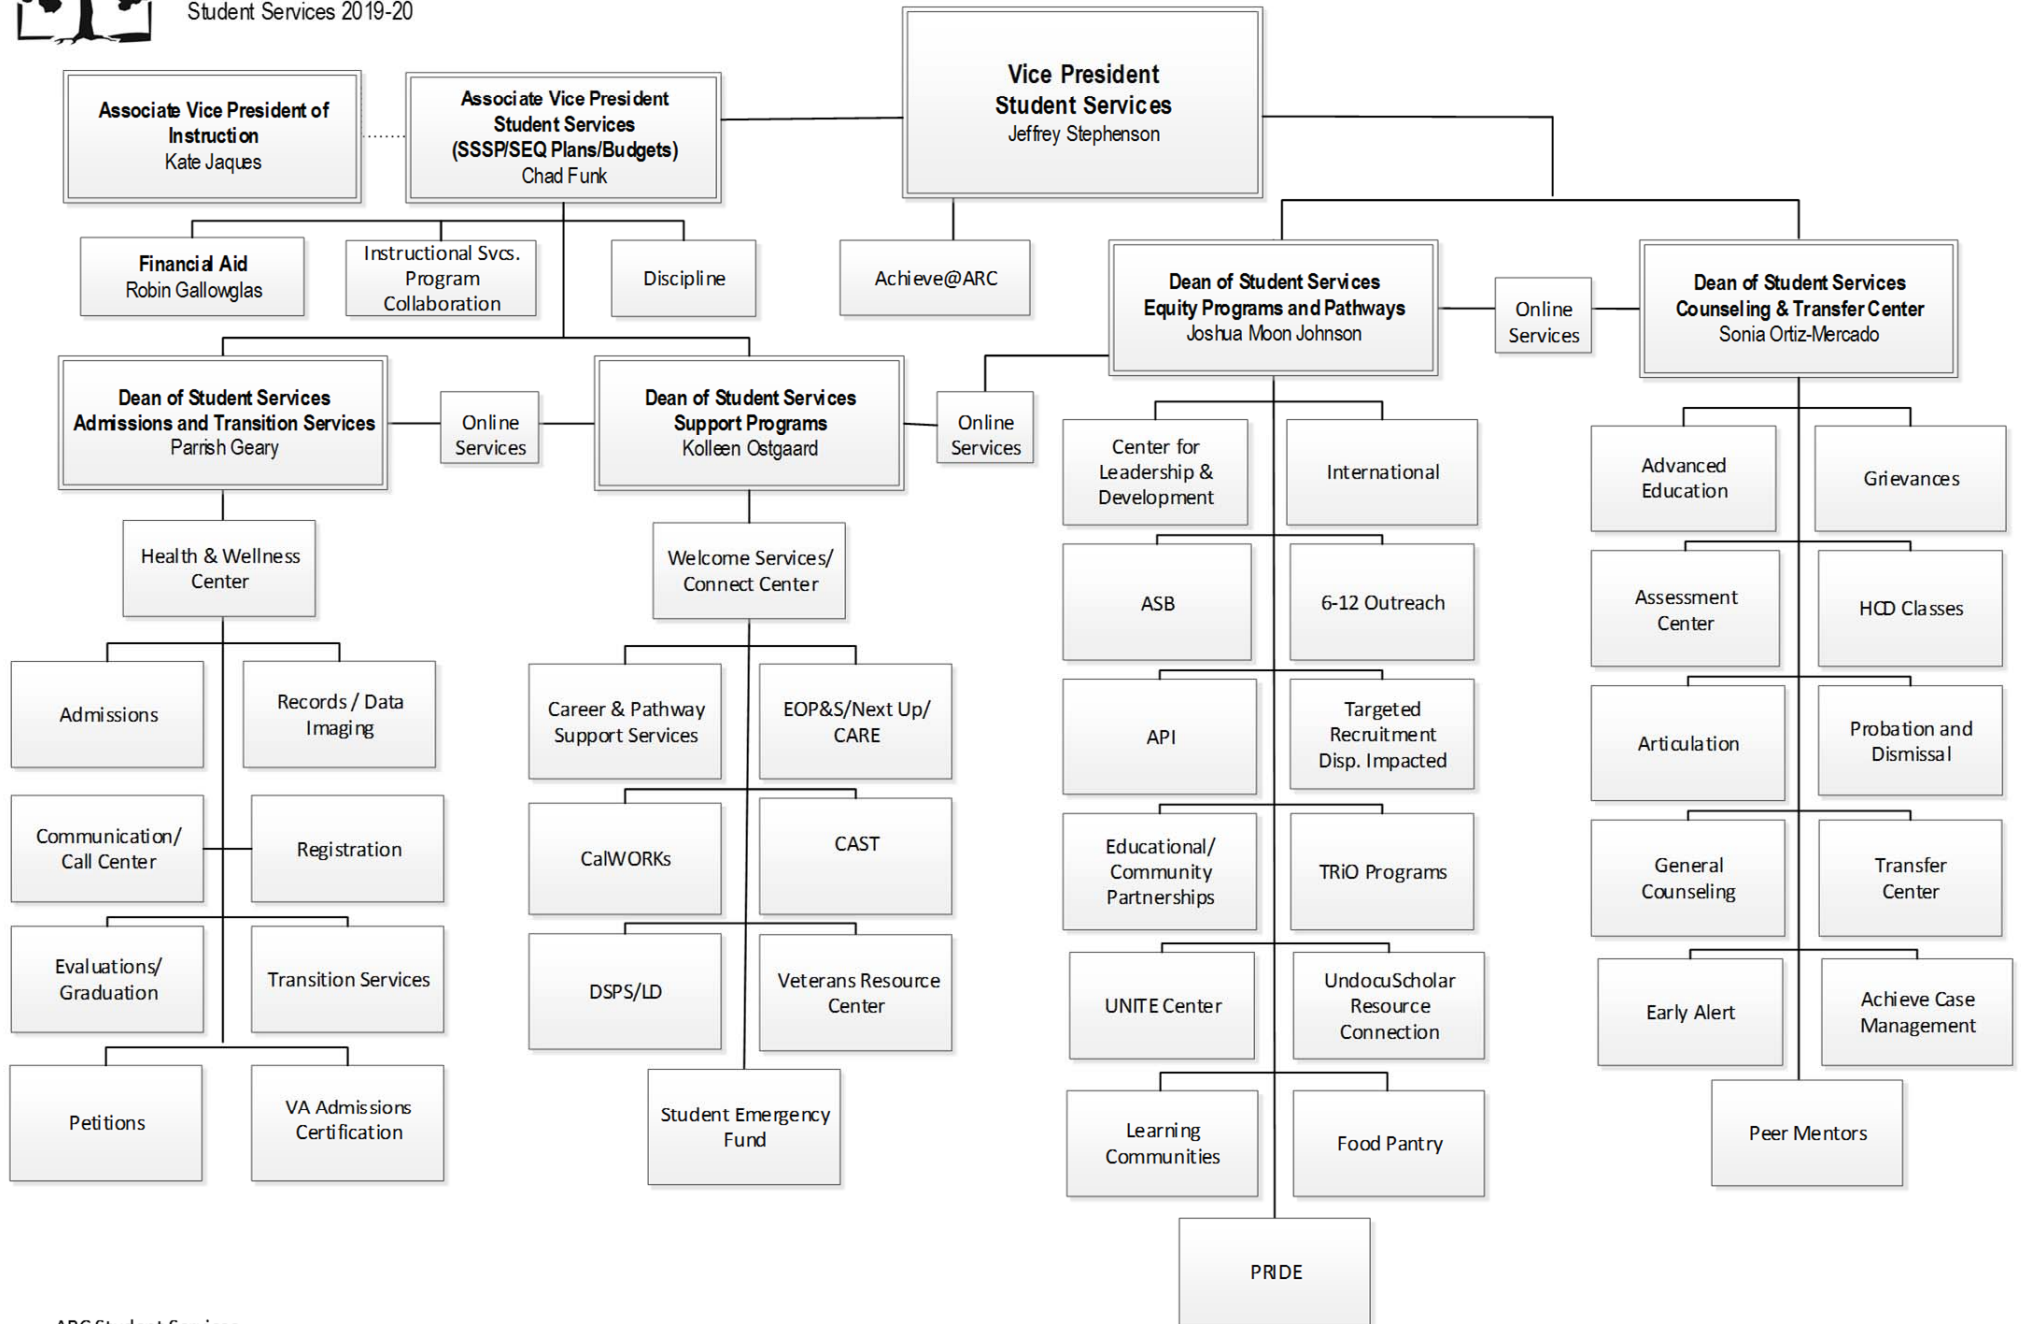 Student Services 2019-20
Vice President
Student Services
Jeffrey Stephenson
Associate Vice President of
Instruction
Kate Jaques
Associate Vice President
Student Services
(SSSP/SEQ Plans/Budgets)
Chad Funk
Financial Aid
Robin Gallowglas
Instructional Svcs.
Program
Collaboration
Discipline
Achieve@ARC
Dean of Student Services
Equity Programs and Pathways
Joshua Moon Johnson
Online
Services
Dean of Student Services
Counseling & Transfer Center
Sonia Ortiz-Mercado
Dean of Student Services
Admissions and Transition Services
Parrish Geary
Online
Services
Dean of Student Services
Support Programs
Kolleen Ostgaard
Online
Services
Health & Wellness
Center
Admissions
Records / Data
Imaging
Communication/
Call Center
Registration
Evaluations/
Graduation
Transition Services
Petitions
VA Admissions
Certification
Welcome Services/
Connect Center
Career & Pathway
Support Services
EOP&S/Next Up/
CARE
CalWORKs
CAST
DSPS/LD
Veterans Resource
Center
Student Emergency
Fund
Center for
Leadership &
Development
International
ASB
6-12 Outreach
API
Targeted
Recruitment
Disp. Impacted
Educational/
Community
Partnerships
TRiO Programs
UNITE Center
UndocuScholar
Resource
Connection
Learning
Communities
Food Pantry
PRIDE
Advanced
Education
Grievances
Assessment
Center
HCD Classes
Articulation
Probation and
Dismissal
General
Counseling
Transfer
Center
Early Alert
Achieve Case
Management
Peer Mentors
ARC Student Services